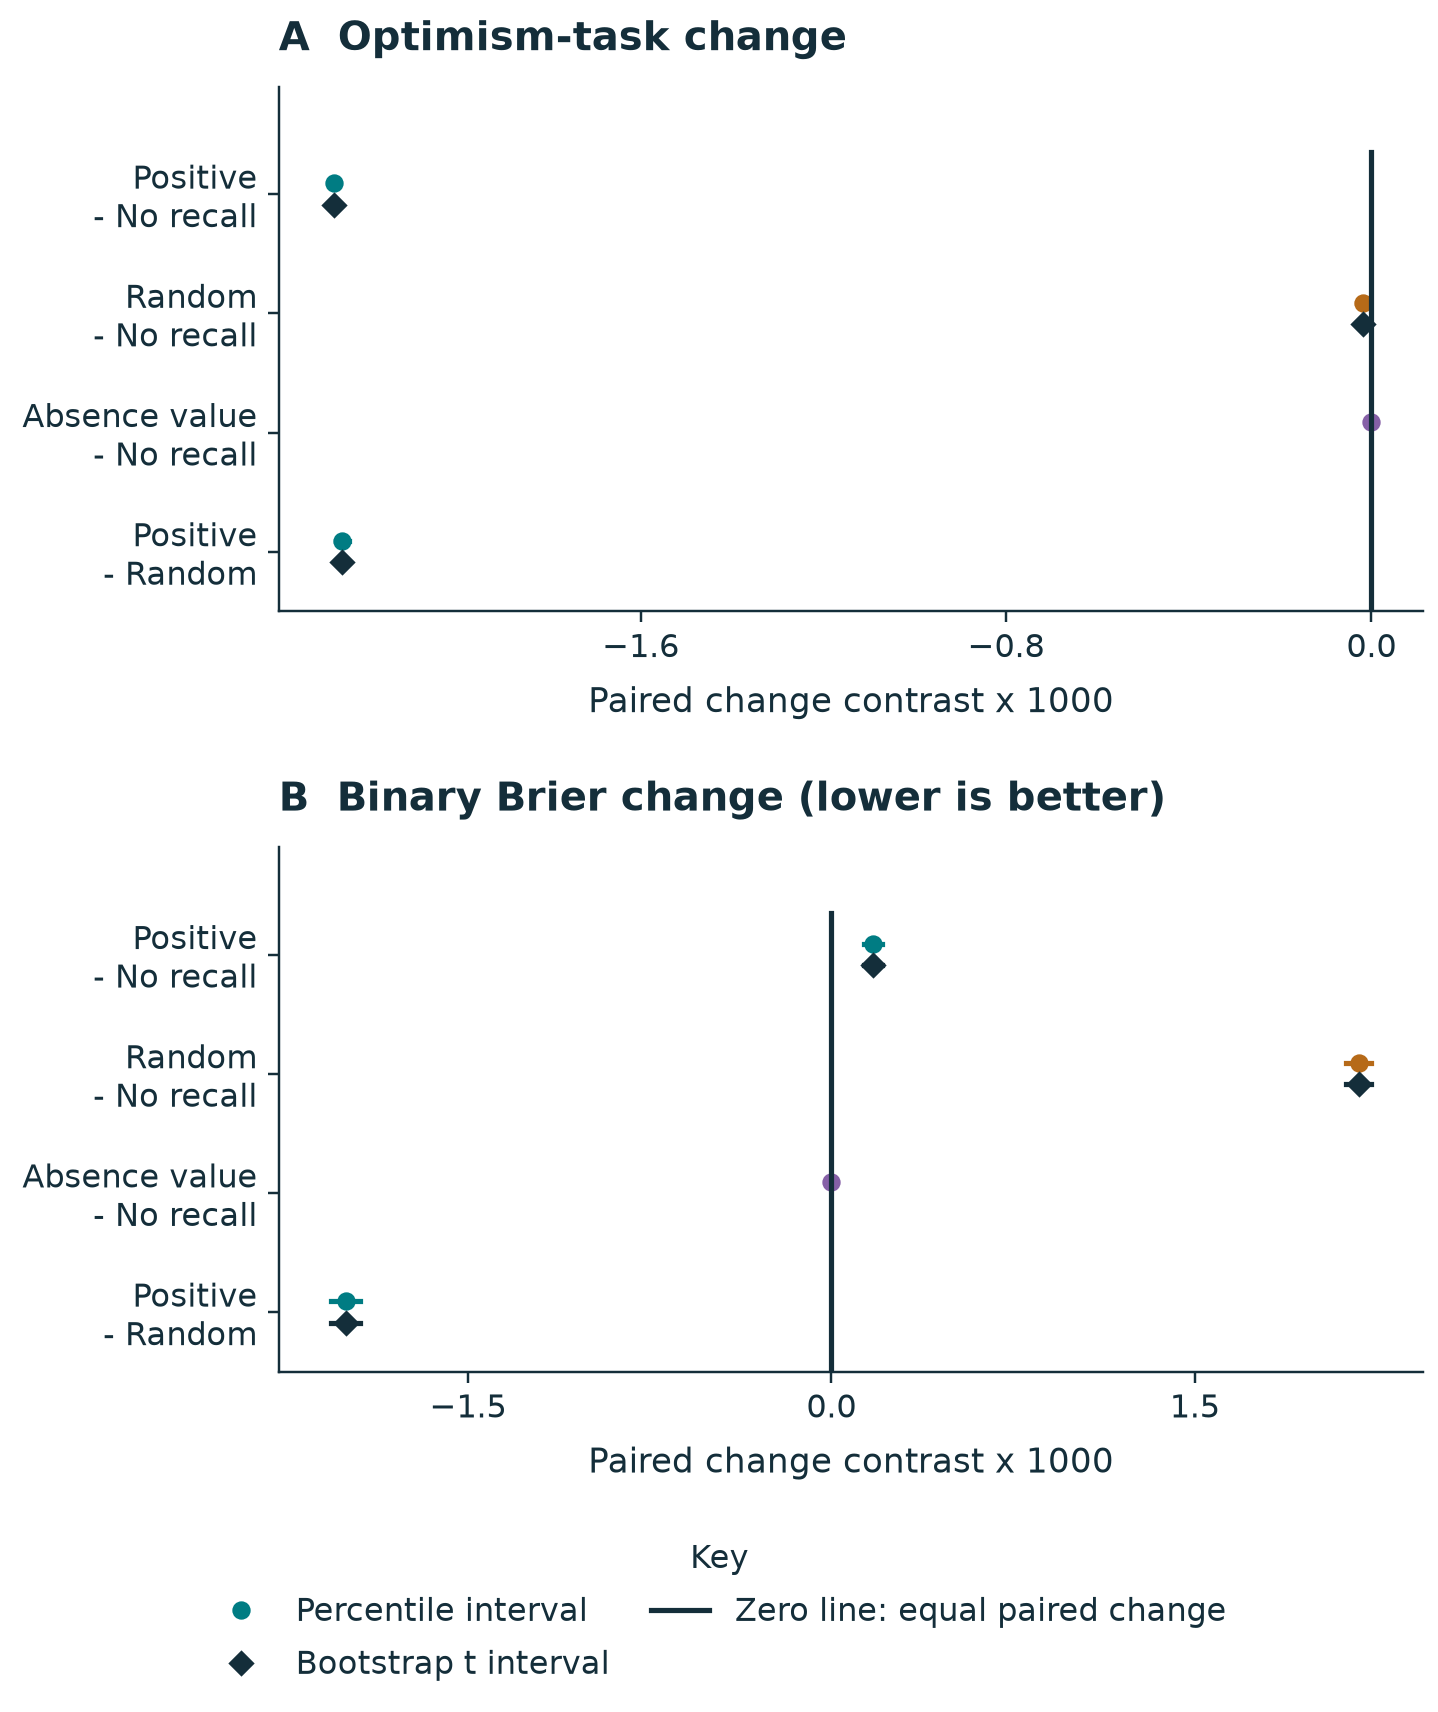 A  Optimism-task change
Positive
- No recall
Random
- No recall
Absence value
- No recall
Positive
- Random
−1.6
−0.8
0.0
Paired change contrast x 1000
B  Binary Brier change (lower is better)
Positive
- No recall
Random
- No recall
Absence value
- No recall
Positive
- Random
−1.5
0.0
1.5
Paired change contrast x 1000
Key
Percentile interval
Zero line: equal paired change
Bootstrap t interval